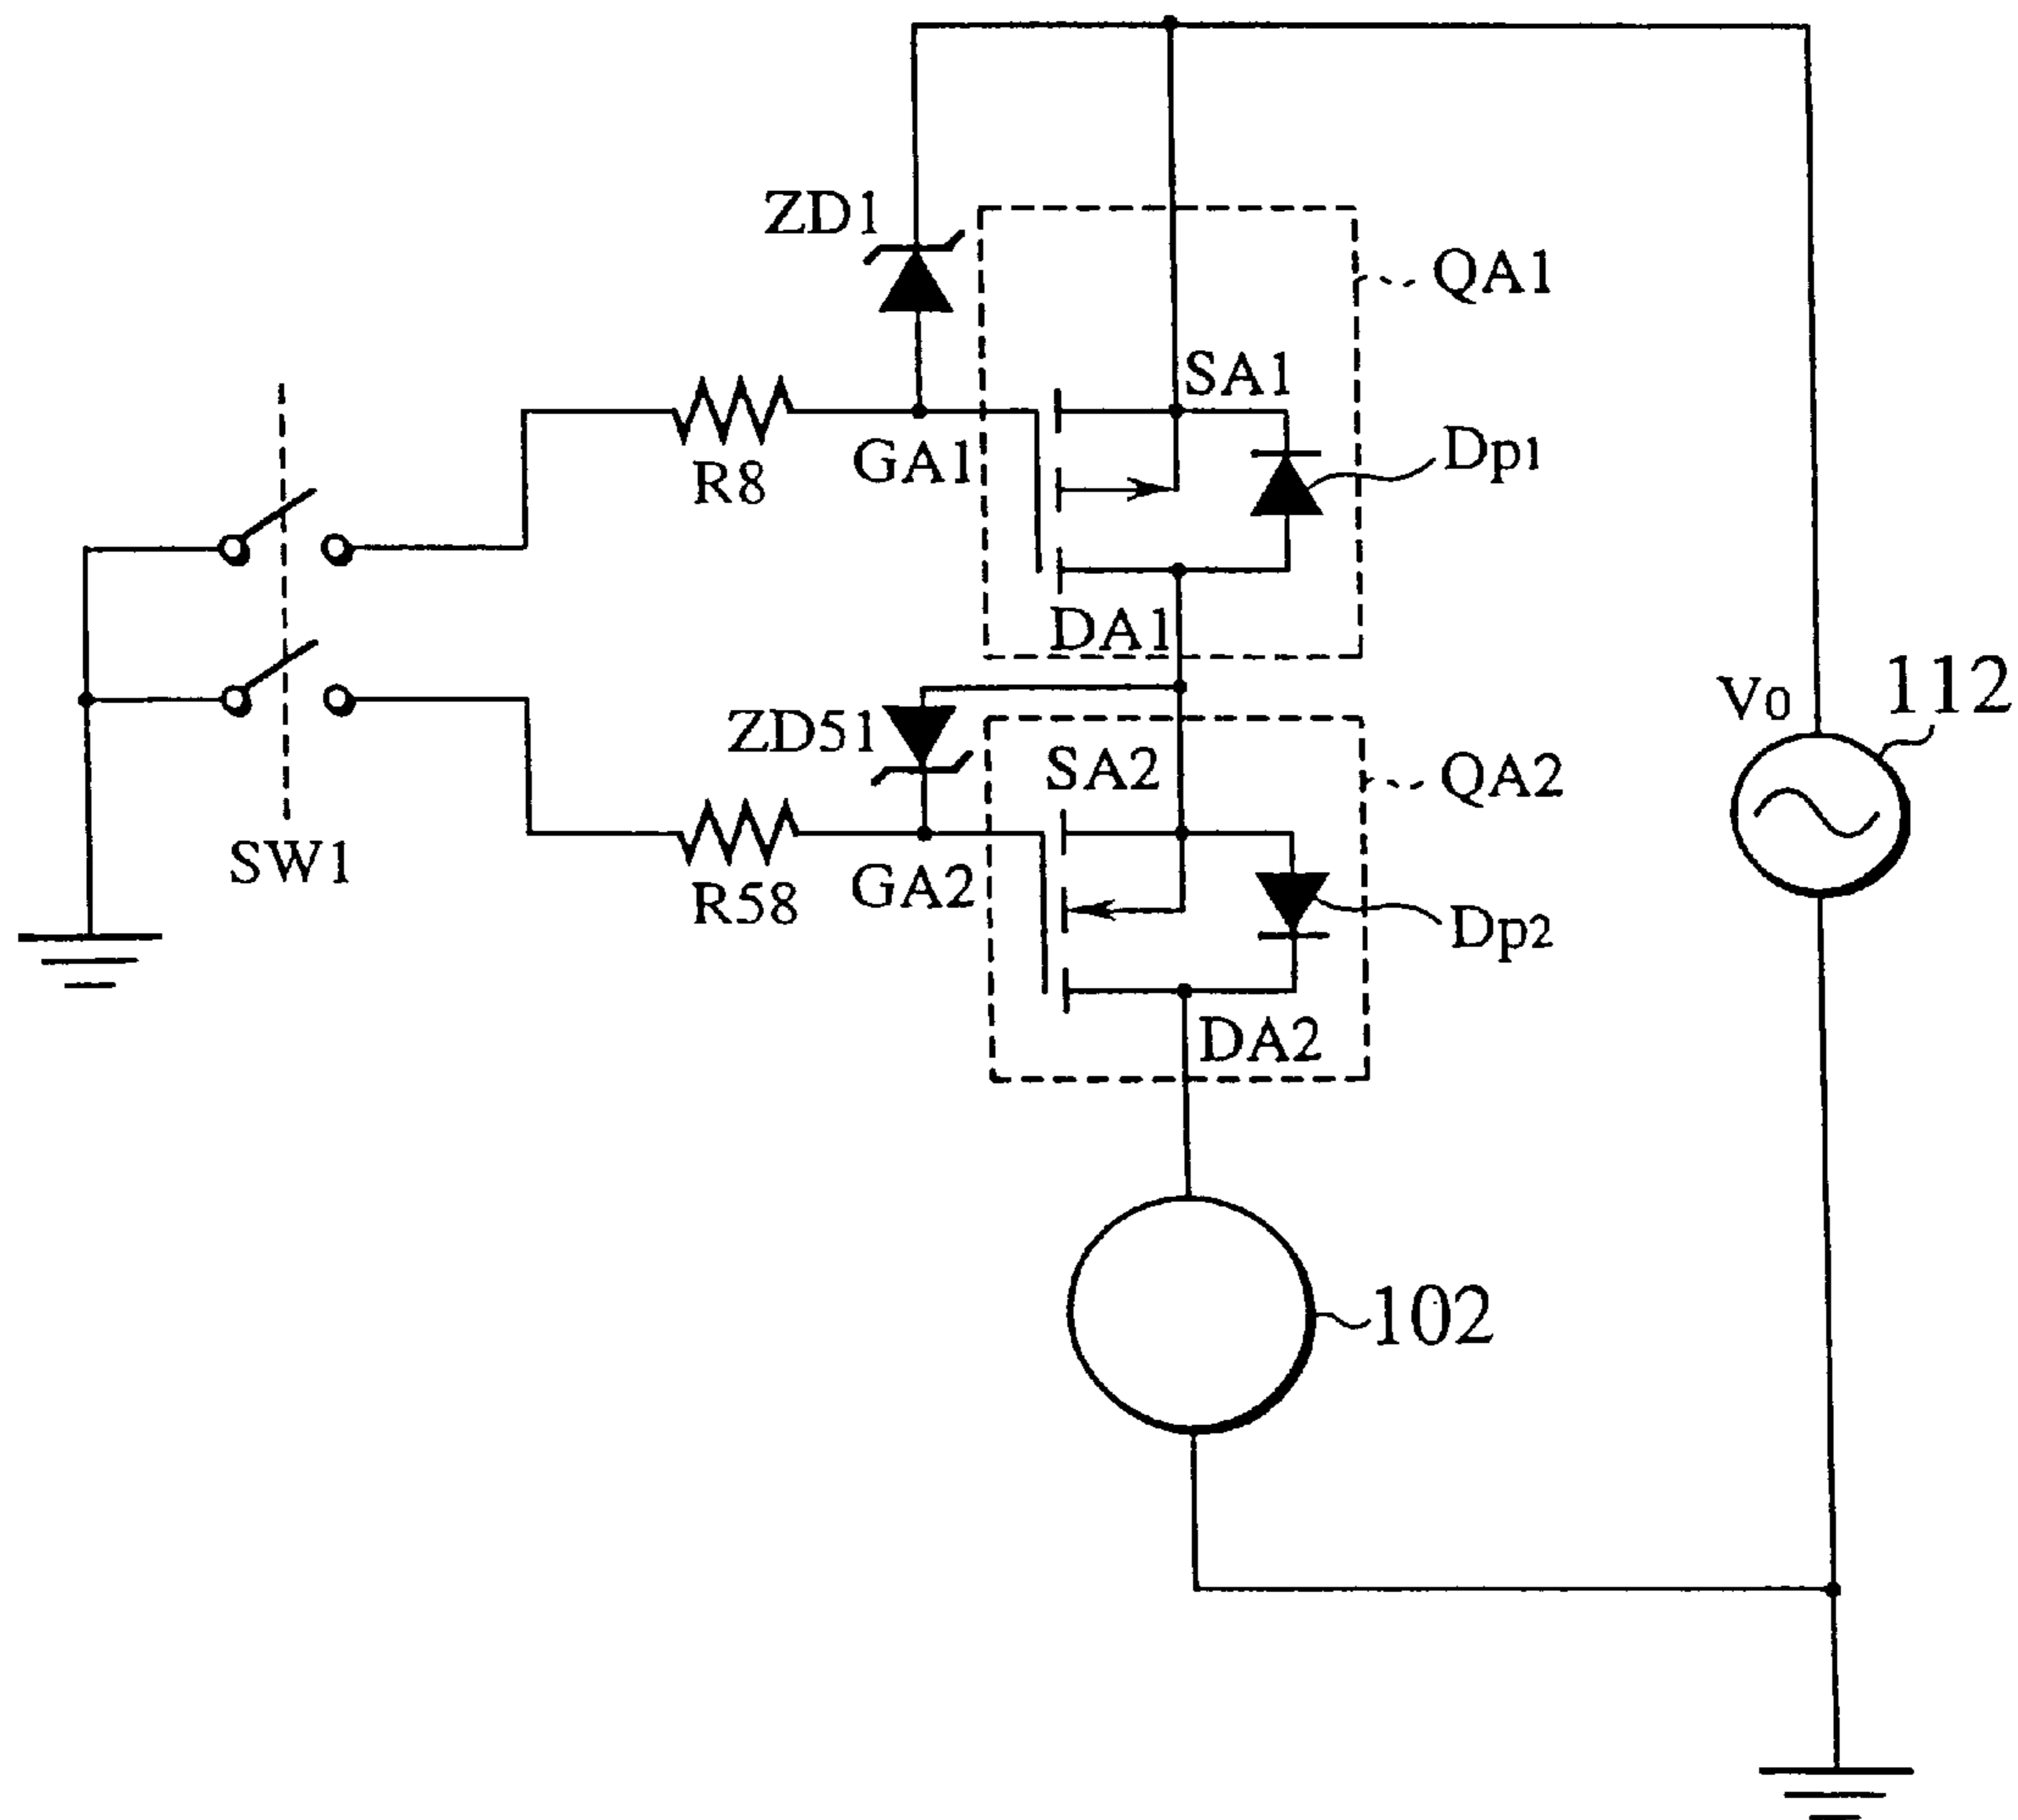 ZD1
QA1
SA1
R8
GA1
Dp1
DA1
V0
112
ZD51
SA2
QA2
SW1
R58
GA2
Dp2
DA2
102